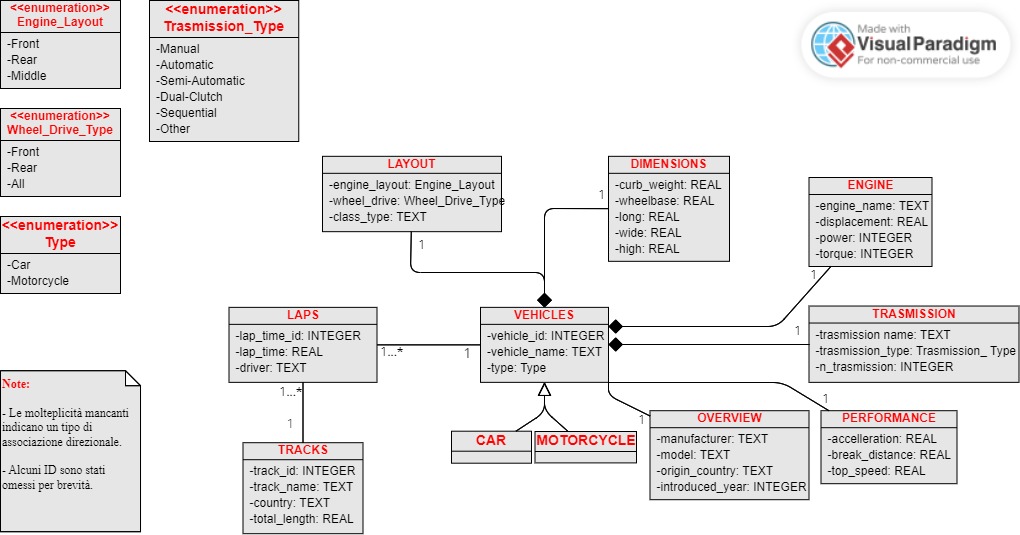 <<enumeration>>
Engine_Layout
-Front
-Rear
-Middle
<<enumeration>>
Trasmission_Type
-Manual
-Automatic
-Semi-Automatic
-Dual-Clutch
-Sequential
-Other
Made with
VisualParadigm
For non-commercial use
<<enumeration>>
Wheel_Drive_Type
-Front
-Rear
-All
<<enumeration>>
Type
-Car
-Motorcycle
LAYOUT
-engine_layout: Engine_Layout
-wheel_drive: Wheel_Drive_Type
-class_type: TEXT
1
DIMENSIONS
-curb_weight: REAL
-wheelbase: REAL
-long: REAL
-wide: REAL
-high: REAL
1
ENGINE
-engine_name: TEXT
-displacement: REAL
-power: INTEGER
-torque: INTEGER
1
LAPS
-lap_time_id: INTEGER
-lap_time: REAL
-driver: TEXT
1...*
1
VEHICLES
-vehicle_id: INTEGER
-vehicle_name: TEXT
-type: Type
1
TRASMISSION
-trasmission name: TEXT
-trasmission_type: Trasmission_ Type
-n_trasmission: INTEGER
Note:
- Le molteplicità mancanti
indicano un tipo di
associazione direzionale.
- Alcuni ID sono stati
omessi per brevità.
1...*
1
TRACKS
-track_id: INTEGER
-track_name: TEXT
-country: TEXT
-total_length: REAL
CAR
MOTORCYCLE
1
OVERVIEW
-manufacturer: TEXT
-model: TEXT
-origin_country: TEXT
-introduced_year: INTEGER
1
PERFORMANCE
-accelleration: REAL
-break_distance: REAL
-top_speed: REAL